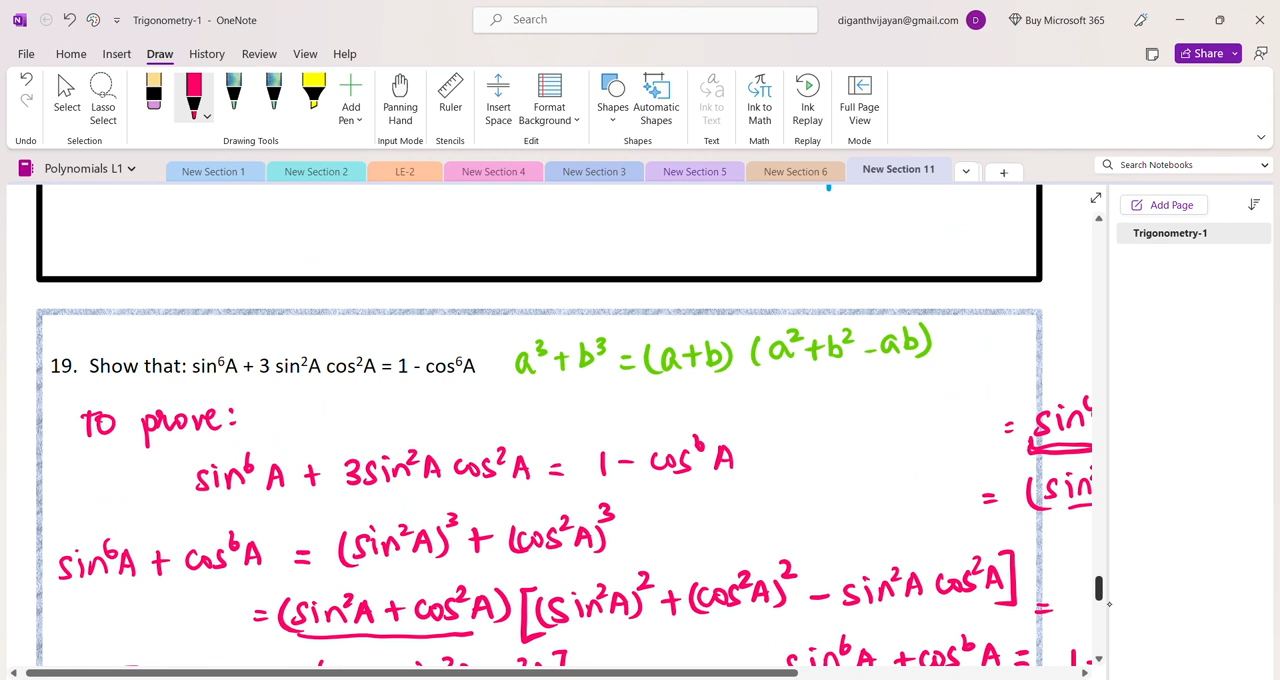 Trigonometry-1 - OneNote
Search
diganthvijayan@gmail.com
D
Buy Microsoft 365
File Home Insert Draw History Review View Help
Share
Undo
Select
Lasso Select
Selection
Drawing Tools
Add Pen
Panning Hand
Input Mode
Ruler
Stencils
Insert Space
Format Background
Edit
Shapes
Automatic Shapes
Shapes
Ink to Text
Text
Ink to Math
Math
Ink Replay
Replay
Full Page View
Mode
Polynomials L1
New Section 1 New Section 2 LE-2 New Section 4 New Section 3 New Section 5 New Section 6 New Section 11
Search Notebooks
Add Page
Trigonometry-1
19. Show that: sin⁶A + 3 sin²A cos²A = 1 - cos⁶A
a³ + b³ = (a+b) (a²+b² -ab)
To prove:
sin⁶ A + 3sin²A cos²A = 1 - cos⁶ A
sin⁶A + cos⁶A = (sin²A)³ + (cos²A)³
= (sin²A + cos²A) [(sin²A)² + (cos²A)² - sin²A cos²A]
= sin
= (sin
=
sin⁶A + cos⁶A = 1-